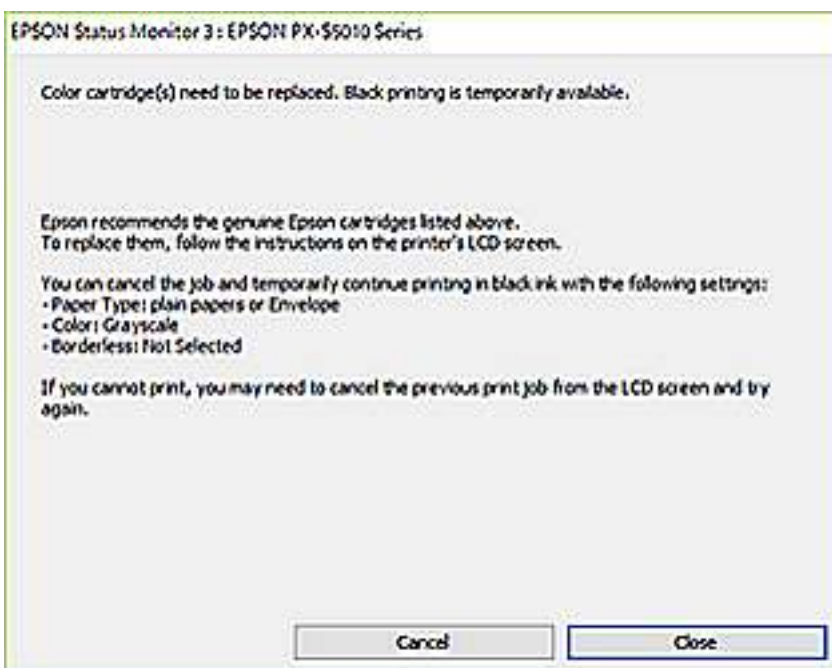 EPSON Status Monitor 3 : EPSON PX-S5010 Series
Color cartridge(s) need to be replaced. Black printing is temporarily available.
Epson recommends the genuine Epson cartridges listed above.
To replace them, follow the instructions on the printer's LCD screen.
You can cancel the job and temporarily continue printing in black ink with the following settings:
• Paper Type: plain papers or Envelope
• Color: Grayscale
• Borderless: Not Selected
If you cannot print, you may need to cancel the previous print job from the LCD screen and try
again.
Cancel
Close